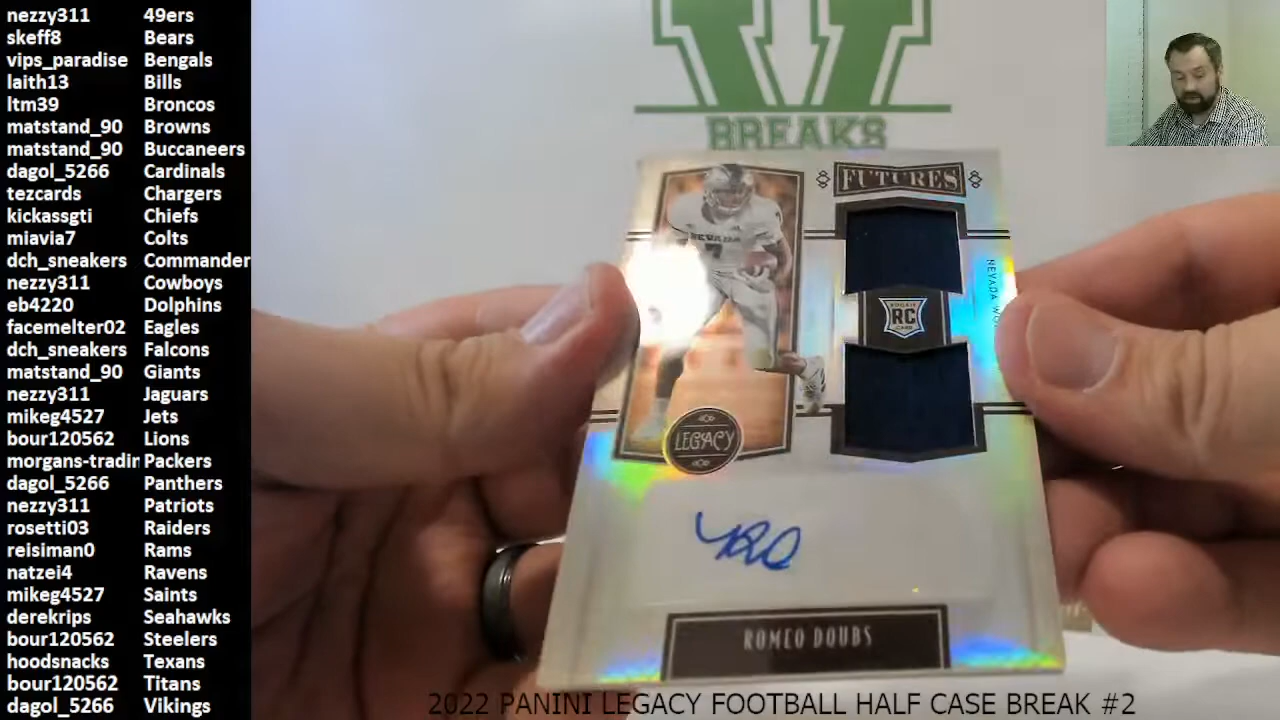 nezzy311 49ers
skeff8 Bears
vips_paradise Bengals
laith13 Bills
ltm39 Broncos
matstand_90 Browns
matstand_90 Buccaneers
dagol_5266 Cardinals
tezcards Chargers
kickassgti Chiefs
miavia7 Colts
dch_sneakers Commander
nezzy311 Cowboys
eb4220 Dolphins
facemelter02 Eagles
dch_sneakers Falcons
matstand_90 Giants
nezzy311 Jaguars
mikeg4527 Jets
bour120562 Lions
morgans-tradin Packers
dagol_5266 Panthers
nezzy311 Patriots
rosetti03 Raiders
reisiman0 Rams
natzei4 Ravens
mikeg4527 Saints
derekrips Seahawks
bour120562 Steelers
hoodsnacks Texans
bour120562 Titans
dagol_5266 Vikings
BREAKS
FUTURES
NEVADA
7
NEVADA
ROOKIE
RC
CARD
LEGACY
ROMEO DOUBS
2022 PANINI LEGACY FOOTBALL HALF CASE BREAK #2